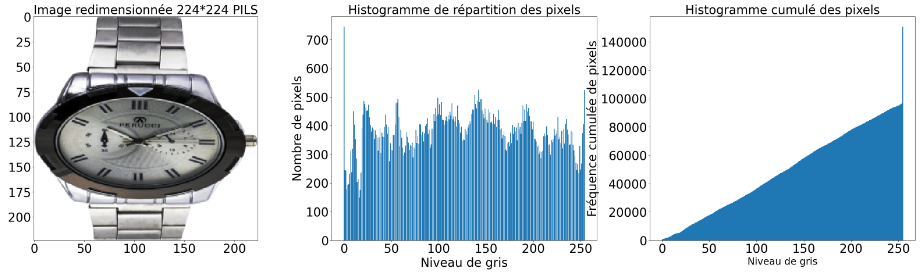 Image redimensionnée 224*224 PILS
0
25
50
75
100
125
150
175
200
0 50 100 150 200
PERUCCI
Histogramme de répartition des pixels
Nombre de pixels
700
600
500
400
300
200
100
0
0 50 100 150 200 250
Niveau de gris
Histogramme cumulé des pixels
Fréquence cumulée de pixels
140000
120000
100000
80000
60000
40000
20000
0
0 50 100 150 200 250
Niveau de gris